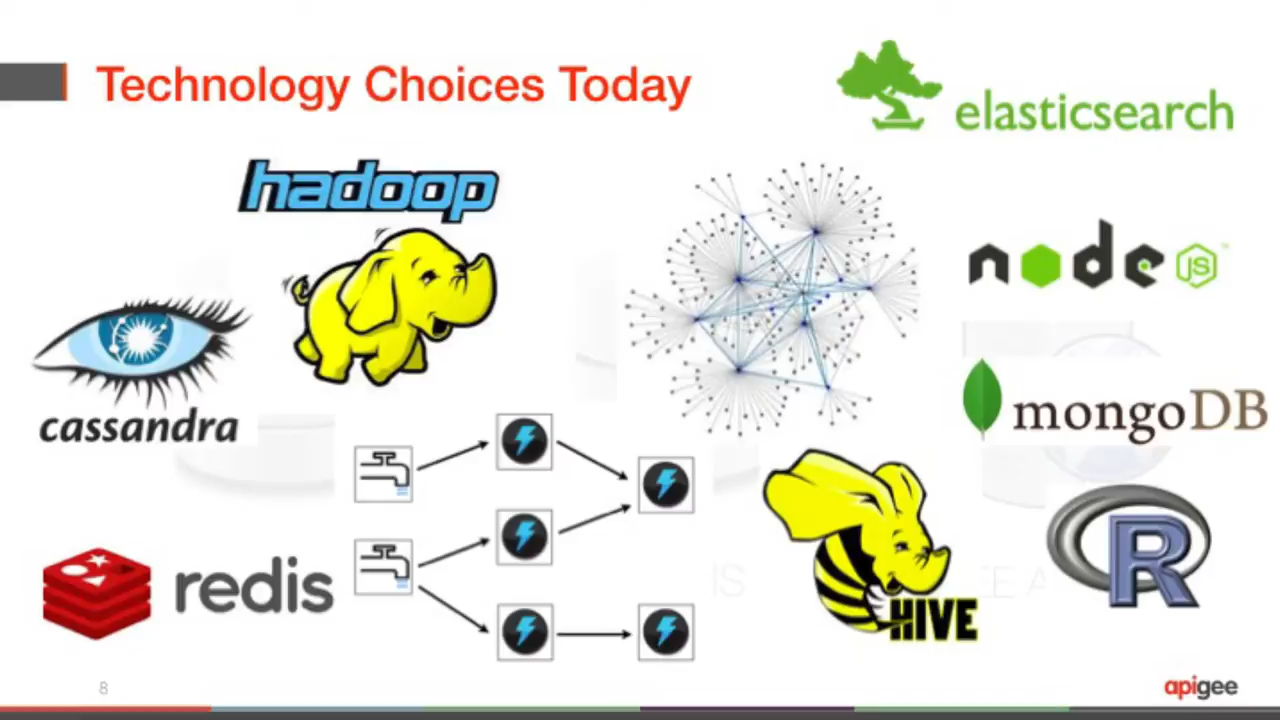 Technology Choices Today
elasticsearch
hadoop
node
JS
cassandra
mongoDB
redis
HIVE
R
8
apigee